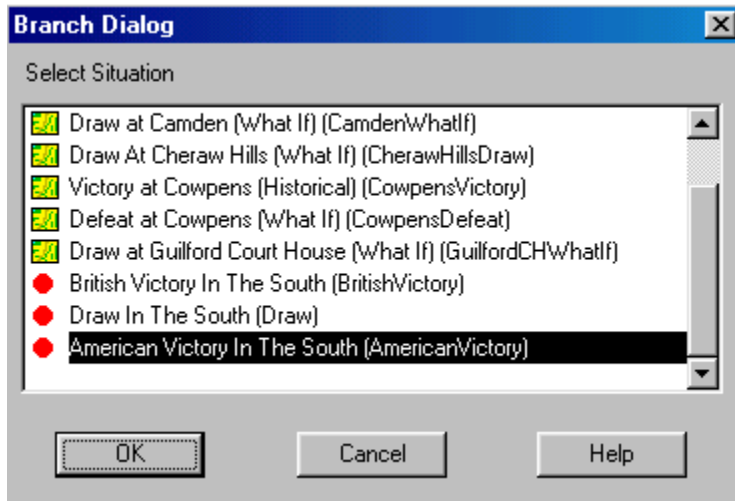 Branch Dialog
Select Situation
Draw at Camden (What If) (CamdenWhatIf)
Draw At Cheraw Hills (What If) (CherawHillsDraw)
Victory at Cowpens (Historical) (CowpensVictory)
Defeat at Cowpens (What If) (CowpensDefeat)
Draw at Guilford Court House (What If) (GuilfordCHWhatIf)
British Victory In The South (BritishVictory)
Draw In The South (Draw)
American Victory In The South (AmericanVictory)
OK Cancel Help